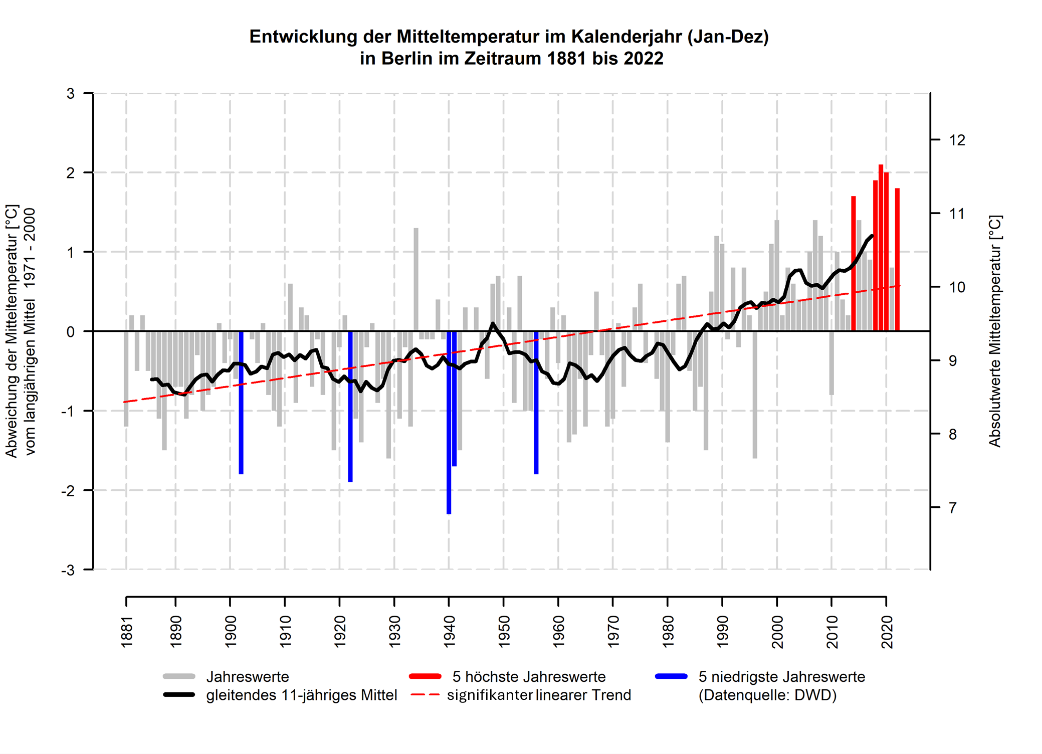 Entwicklung der Mitteltemperatur im Kalenderjahr (Jan-Dez)
in Berlin im Zeitraum 1881 bis 2022
Abweichung der Mitteltemperatur [°C]
vom langjährigen Mittel 1971 - 2000
3
2
1
0
-1
-2
-3
12
11
10
9
8
7
Absolutwerte Mitteltemperatur [°C]
1881 1890 1900 1910 1920 1930 1940 1950 1960 1970 1980 1990 2000 2010 2020
Jahreswerte 5 höchste Jahreswerte 5 niedrigste Jahreswerte
gleitendes 11-jähriges Mittel signifikanter linearer Trend (Datenquelle: DWD)